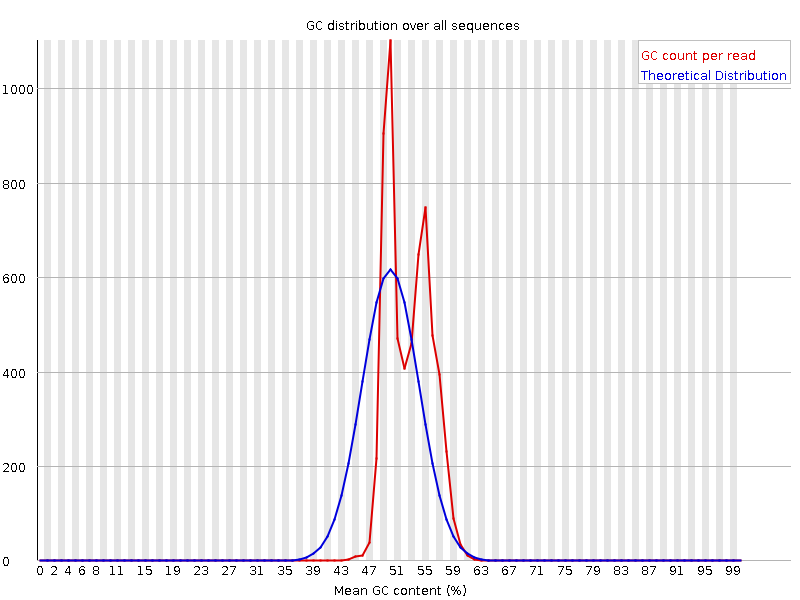 GC distribution over all sequences
GC count per read
Theoretical Distribution
1000
800
600
400
200
0
0 2 4 6 8 11 15 19 23 27 31 35 39 43 47 51 55 59 63 67 71 75 79 83 87 91 95 99
Mean GC content (%)